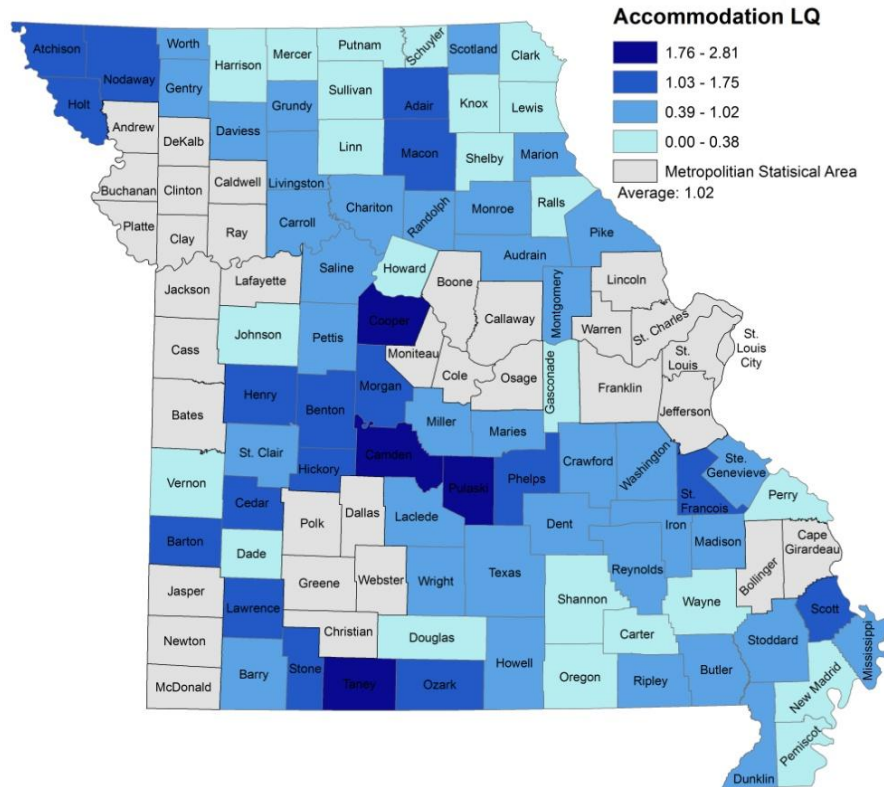 Accommodation LQ
1.76 - 2.81
1.03 - 1.75
0.39 - 1.02
0.00 - 0.38
Metropolitian Statisical Area
Average: 1.02
Atchison
Nodaway
Worth
Harrison
Mercer
Putnam
Schuyler
Scotland
Clark
Holt
Gentry
Sullivan
Adair
Knox
Lewis
Andrew
DeKalb
Daviess
Grundy
Linn
Macon
Shelby
Marion
Buchanan
Clinton
Caldwell
Livingston
Platte
Clay
Ray
Carroll
Chariton
Randolph
Monroe
Ralls
Pike
Audrain
Saline
Howard
Boone
Callaway
Montgomery
Lincoln
Jackson
Lafayette
Warren
St. Charles
St.
Louis
City
St.
Louis
Johnson
Pettis
Cooper
Moniteau
Cole
Osage
Gasconade
Franklin
Jefferson
Cass
Bates
Henry
Benton
Morgan
Miller
Maries
St. Clair
Hickory
Camden
Pulaski
Phelps
Crawford
Washington
St.
Francois
Ste.
Genevieve
Perry
Vernon
Cedar
Polk
Dallas
Laclede
Dent
Iron
Madison
Cape
Girardeau
Bollinger
Barton
Dade
Greene
Webster
Wright
Texas
Reynolds
Shannon
Wayne
Scott
Mississippi
Jasper
Lawrence
Christian
Douglas
Carter
Stoddard
Newton
McDonald
Barry
Stone
Taney
Ozark
Howell
Oregon
Ripley
Butler
New Madrid
Pemiscot
Dunklin